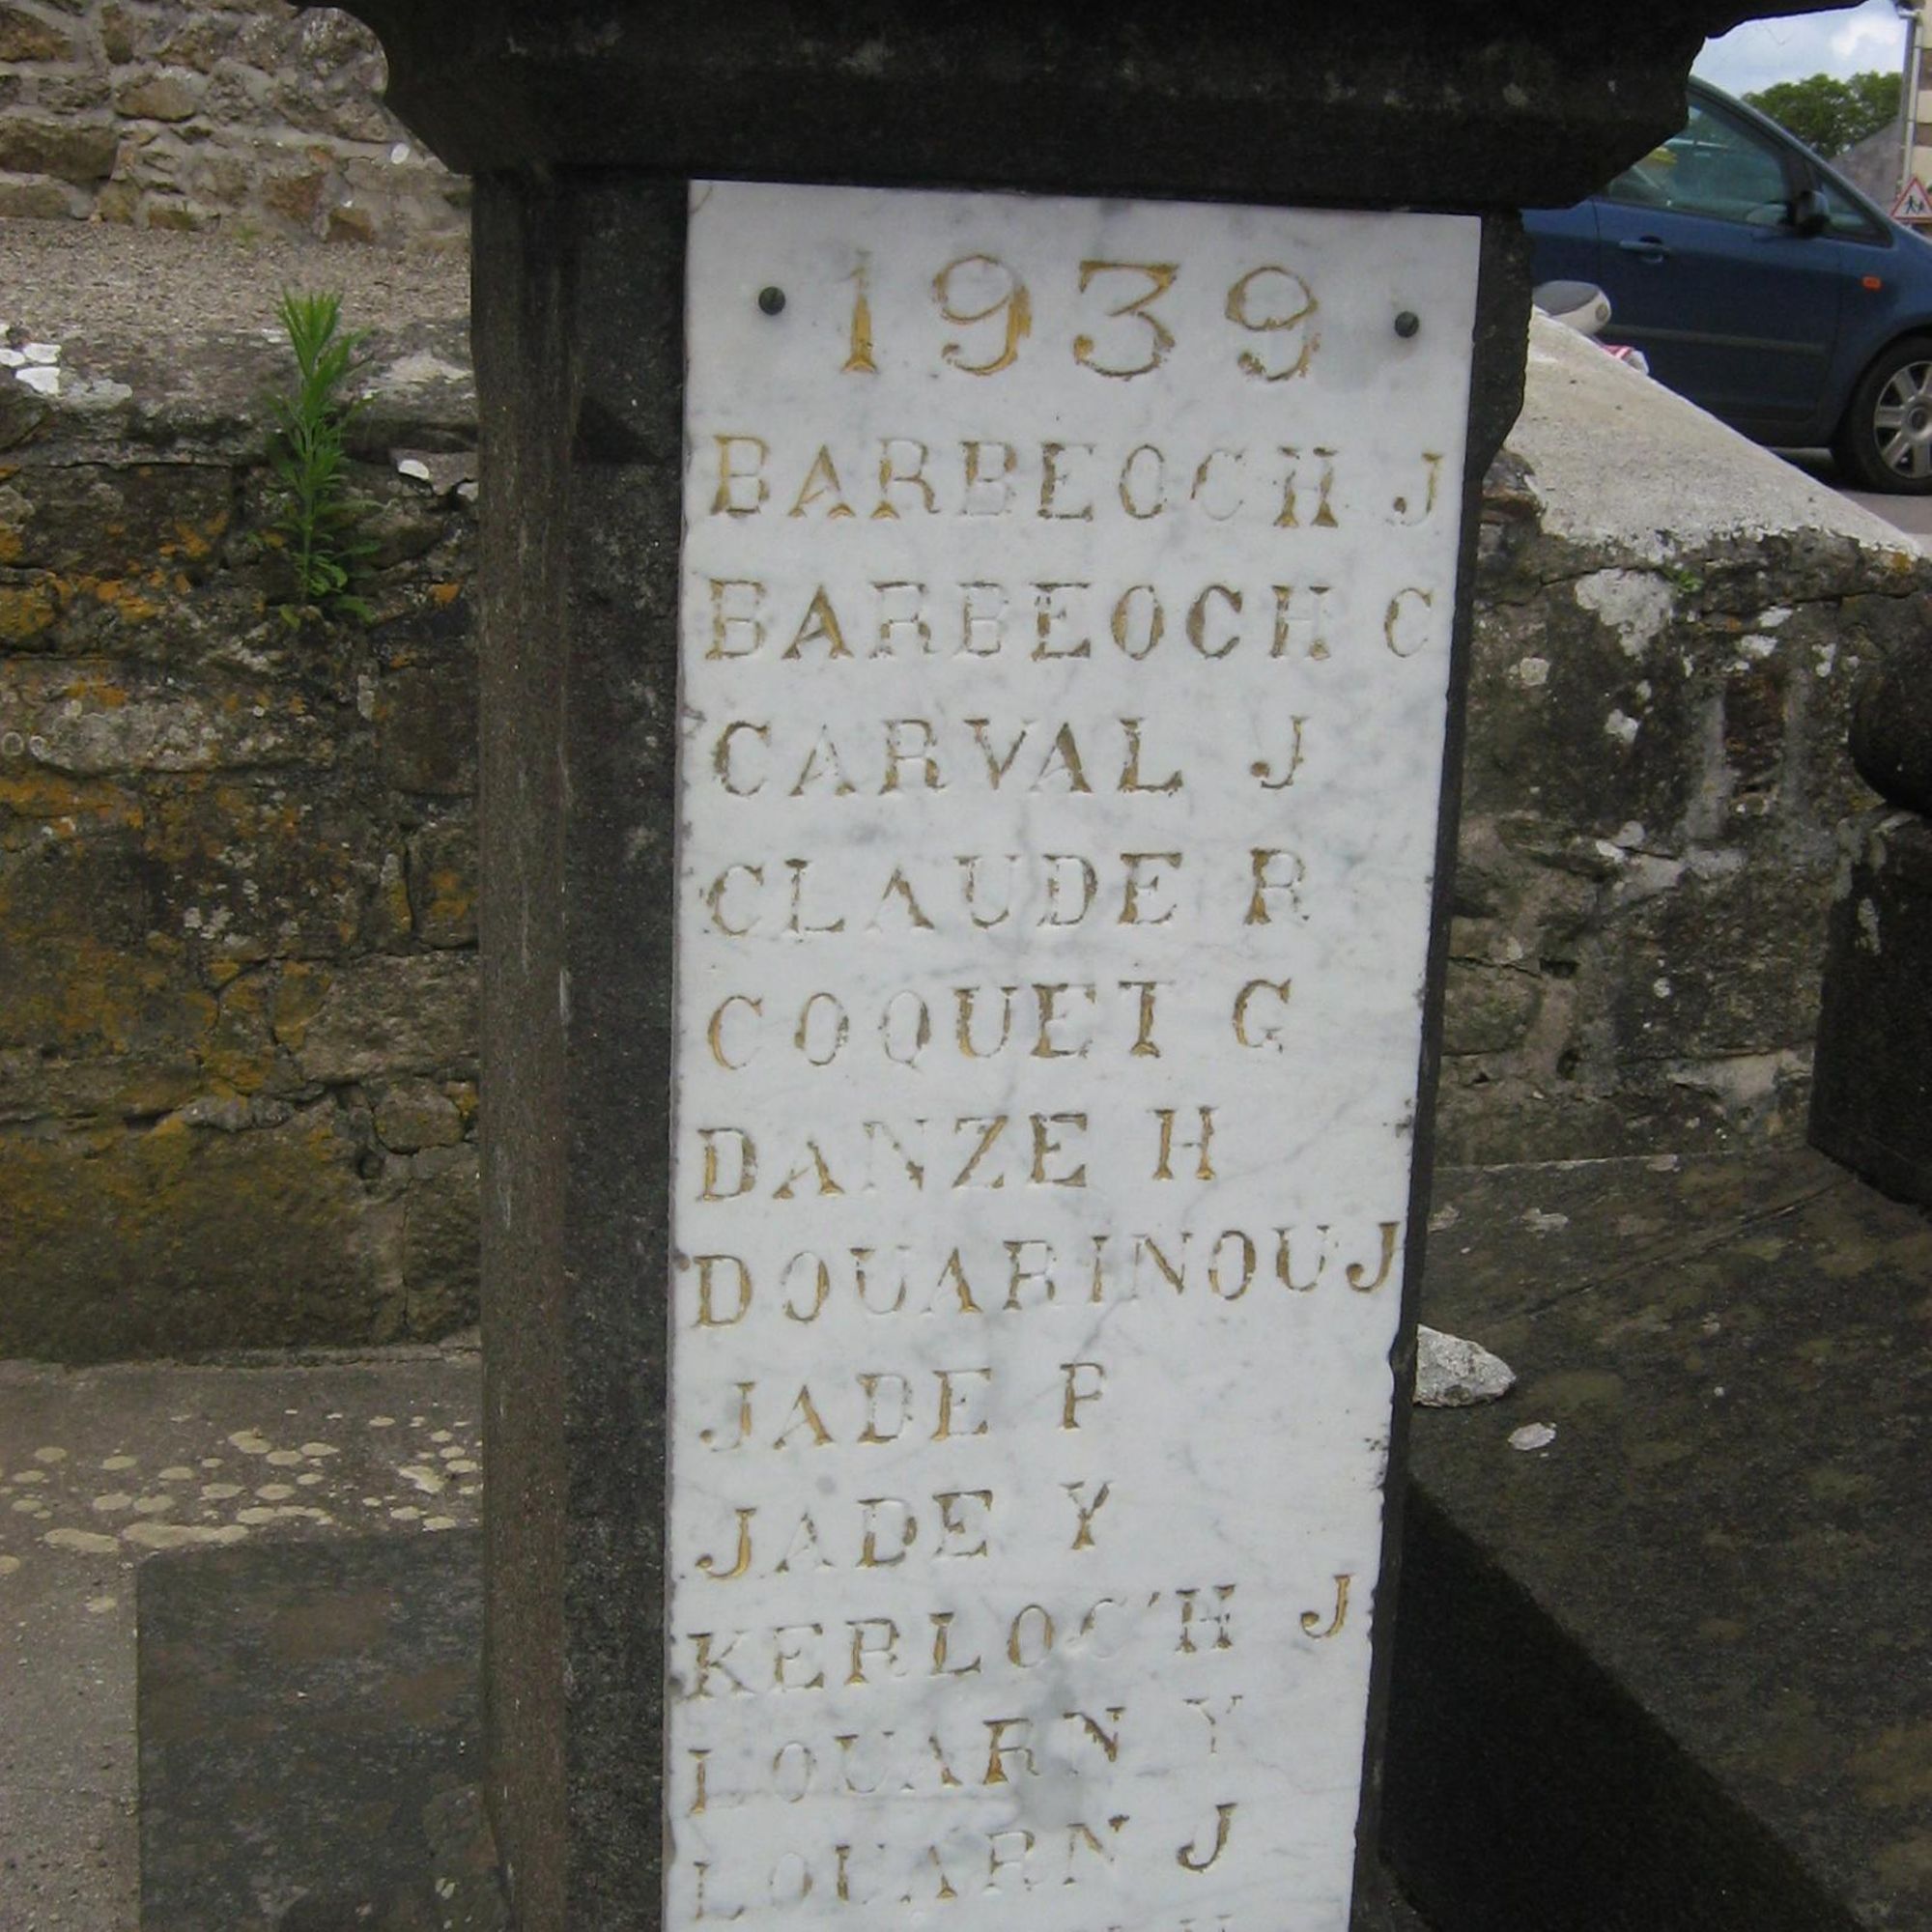 1939
BARBEOCH J
BARBEOCH C
CARVAL J
CLAUDE R
COQUET G
DANZE H
DOUARINOU J
JADE P
JADE Y
KERLOC'H J
LOUARN Y
LOUARN J